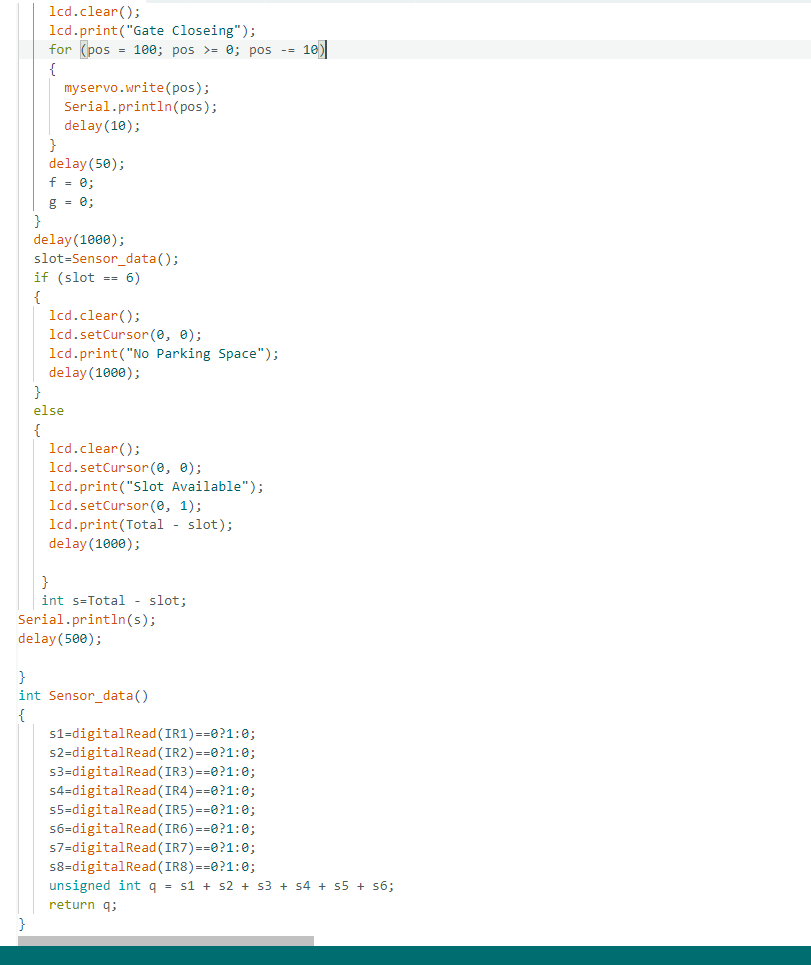 lcd.clear();
lcd.print("Gate Closeing");
for (pos = 100; pos >= 0; pos -= 10)
{
myservo.write(pos);
Serial.println(pos);
delay(10);
}
delay(50);
f = 0;
g = 0;
}
delay(1000);
slot=Sensor_data();
if (slot == 6)
{
lcd.clear();
lcd.setCursor(0, 0);
lcd.print("No Parking Space");
delay(1000);
}
else
{
lcd.clear();
lcd.setCursor(0, 0);
lcd.print("Slot Available");
lcd.setCursor(0, 1);
lcd.print(Total - slot);
delay(1000);
}
int s=Total - slot;
Serial.println(s);
delay(500);
}
int Sensor_data()
{
s1=digitalRead(IR1)==0?1:0;
s2=digitalRead(IR2)==0?1:0;
s3=digitalRead(IR3)==0?1:0;
s4=digitalRead(IR4)==0?1:0;
s5=digitalRead(IR5)==0?1:0;
s6=digitalRead(IR6)==0?1:0;
s7=digitalRead(IR7)==0?1:0;
s8=digitalRead(IR8)==0?1:0;
unsigned int q = s1 + s2 + s3 + s4 + s5 + s6;
return q;
}